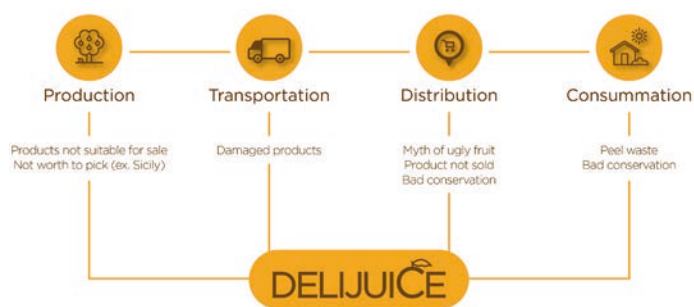 Production
Transportation
Distribution
Consummation
Products not suitable for sale
Not worth to pick (ex. Sicily)
Damaged products
Myth of ugly fruit
Product not sold
Bad conservation
Peel waste
Bad conservation
DELIJUICE